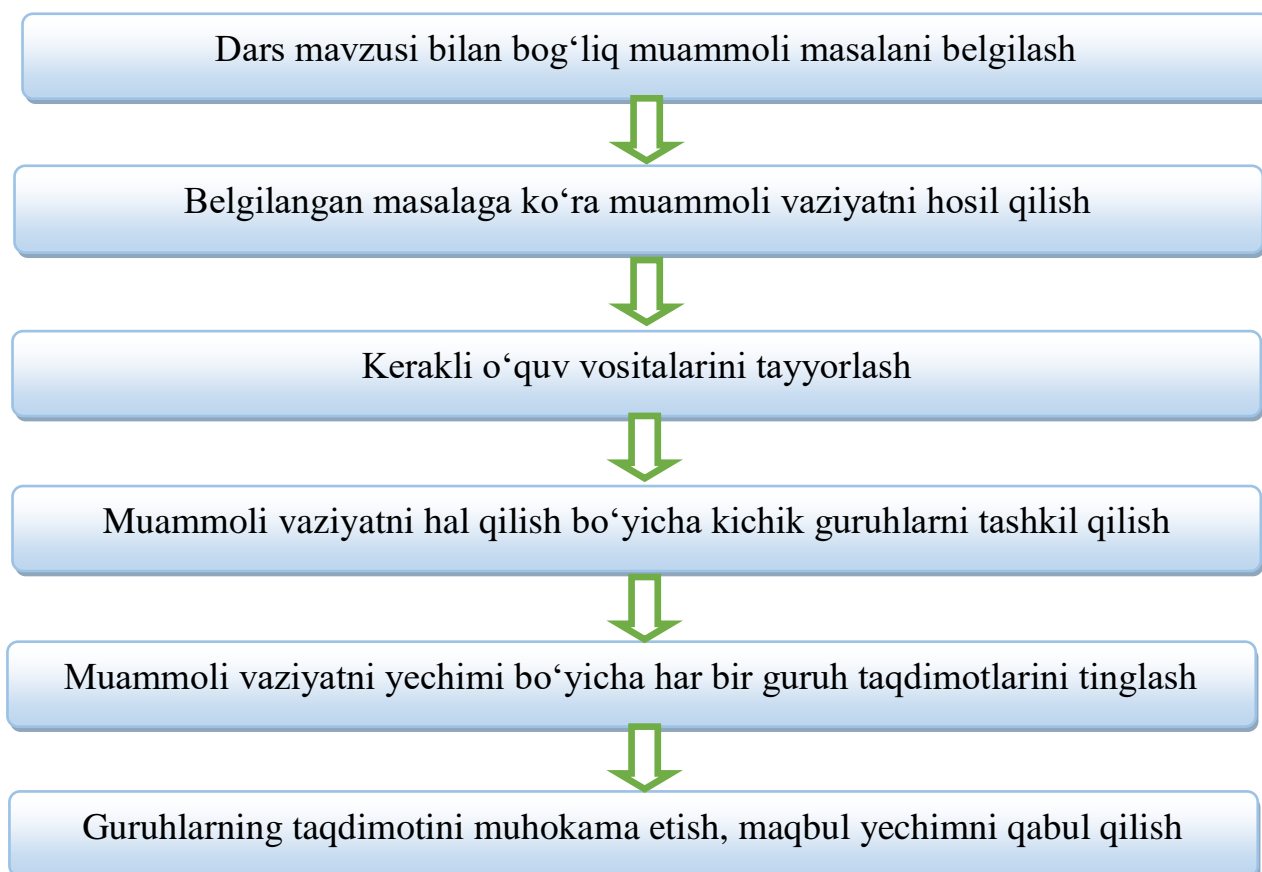 Dars mavzusi bilan bog‘liq muammoli masalani belgilash
Belgilangan masalaga ko‘ra muammoli vaziyatni hosil qilish
Kerakli o‘quv vositalarini tayyorlash
Muammoli vaziyatni hal qilish bo‘yicha kichik guruhlarni tashkil qilish
Muammoli vaziyatni yechimi bo‘yicha har bir guruh taqdimotlarini tinglash
Guruhlarning taqdimotini muhokama etish, maqbul yechimni qabul qilish